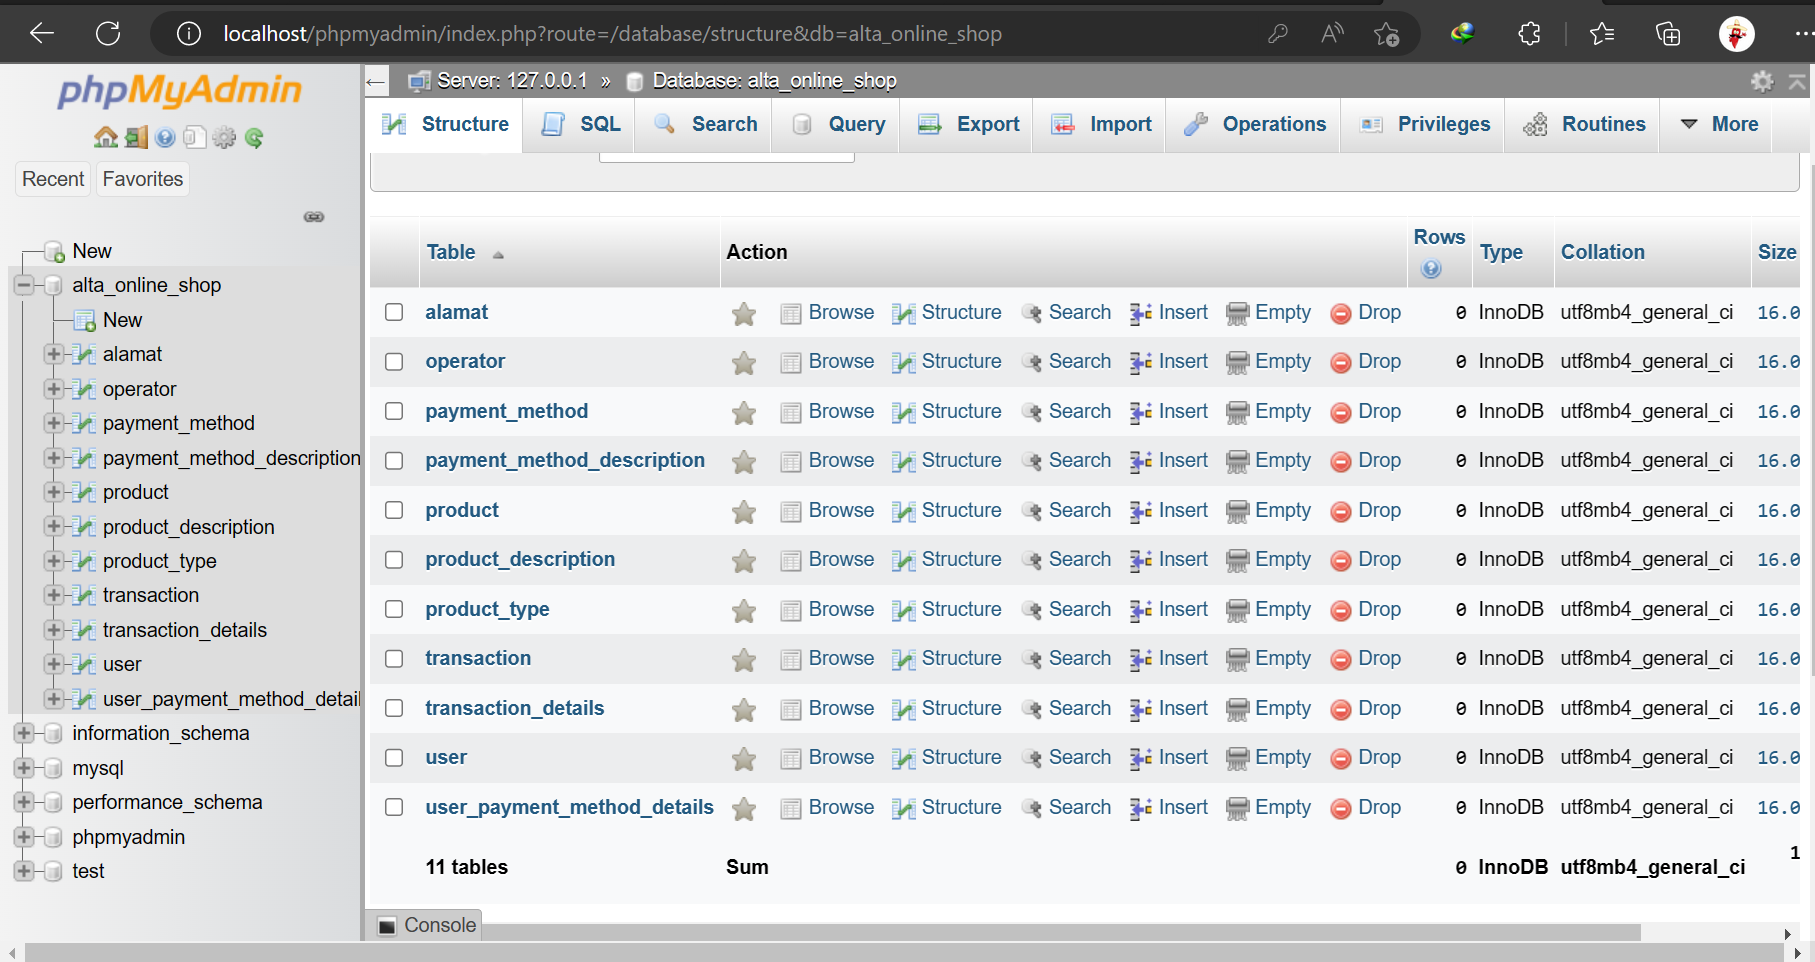 localhost/phpmyadmin/index.php?route=/database/structure&db=alta_online_shop
phpMyAdmin
Recent Favorites
New
alta_online_shop
New
alamat
operator
payment_method
payment_method_description
product
product_description
product_type
transaction
transaction_details
user
user_payment_method_detail
information_schema
mysql
performance_schema
phpmyadmin
test
Server: 127.0.0.1 » Database: alta_online_shop
Structure SQL Search Query Export Import Operations Privileges Routines More
Table Action Rows Type Collation Size
alamat Browse Structure Search Insert Empty Drop 0 InnoDB utf8mb4_general_ci 16.0
operator Browse Structure Search Insert Empty Drop 0 InnoDB utf8mb4_general_ci 16.0
payment_method Browse Structure Search Insert Empty Drop 0 InnoDB utf8mb4_general_ci 16.0
payment_method_description Browse Structure Search Insert Empty Drop 0 InnoDB utf8mb4_general_ci 16.0
product Browse Structure Search Insert Empty Drop 0 InnoDB utf8mb4_general_ci 16.0
product_description Browse Structure Search Insert Empty Drop 0 InnoDB utf8mb4_general_ci 16.0
product_type Browse Structure Search Insert Empty Drop 0 InnoDB utf8mb4_general_ci 16.0
transaction Browse Structure Search Insert Empty Drop 0 InnoDB utf8mb4_general_ci 16.0
transaction_details Browse Structure Search Insert Empty Drop 0 InnoDB utf8mb4_general_ci 16.0
user Browse Structure Search Insert Empty Drop 0 InnoDB utf8mb4_general_ci 16.0
user_payment_method_details Browse Structure Search Insert Empty Drop 0 InnoDB utf8mb4_general_ci 16.0
11 tables Sum 0 InnoDB utf8mb4_general_ci 1
Console